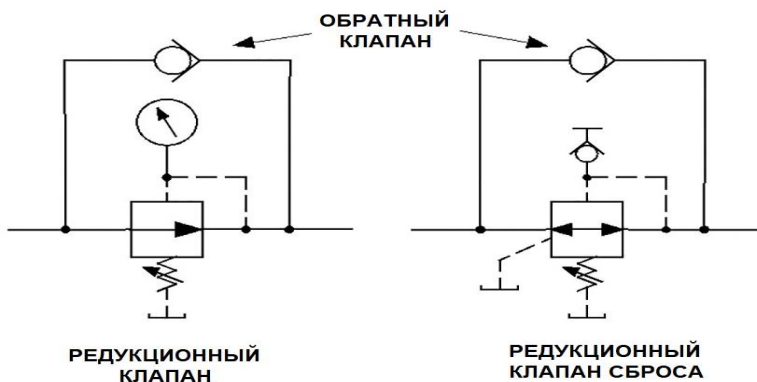 ОБРАТНЫЙ
КЛАПАН
РЕДУКЦИОННЫЙ
КЛАПАН
РЕДУКЦИОННЫЙ
КЛАПАН СБРОСА